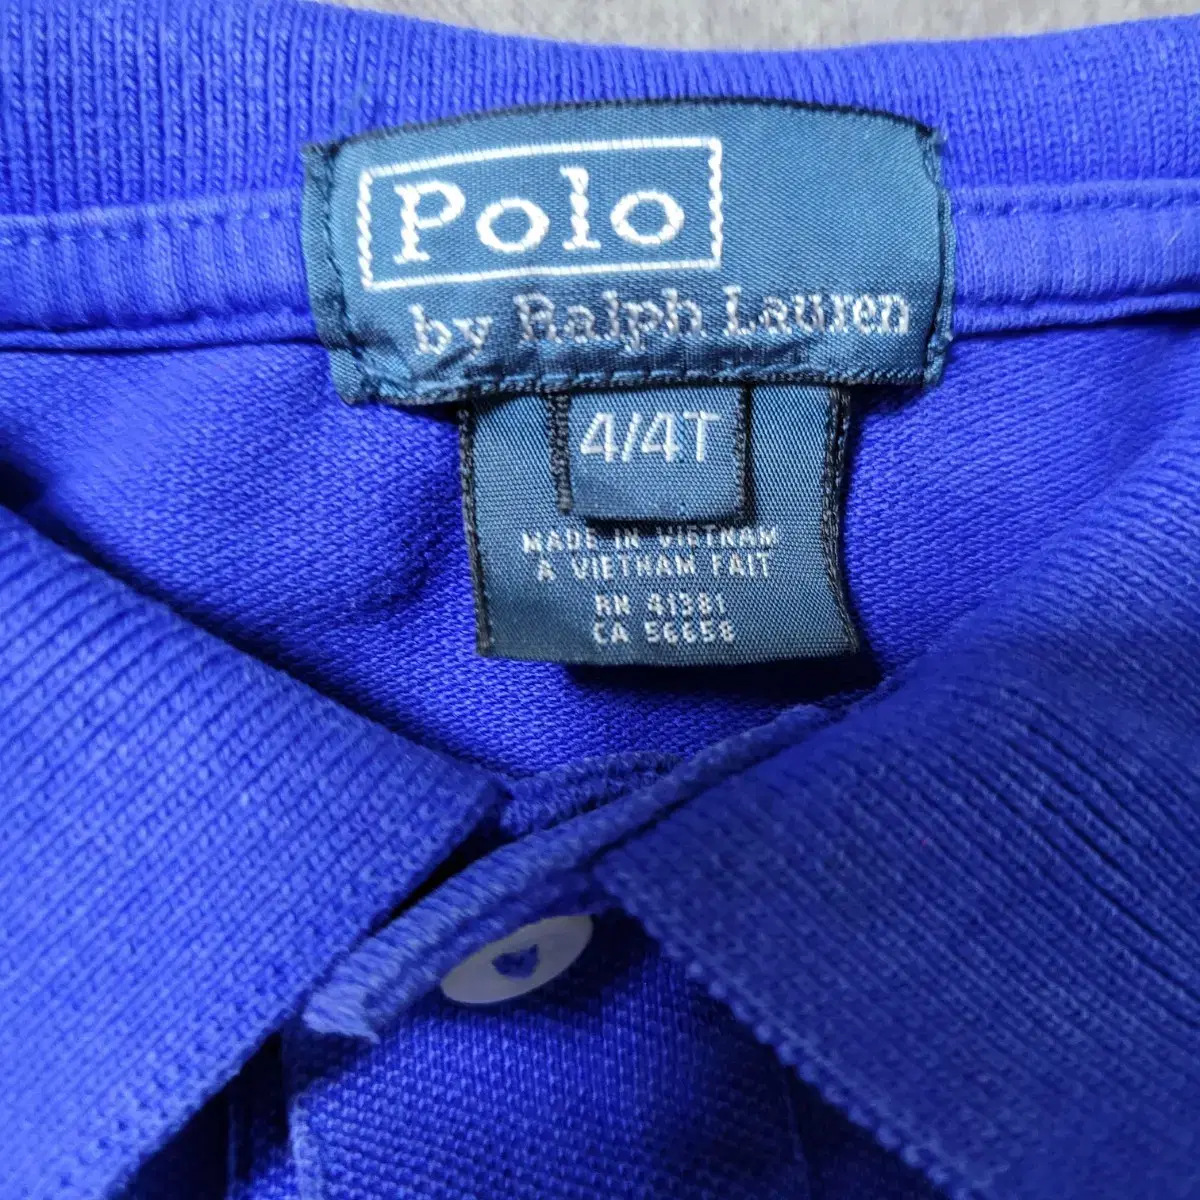 Polo
by Ralph Lauren
4/4T
MADE IN VIETNAM
A VIETNAM FAIT
RN 41381
CA 56658